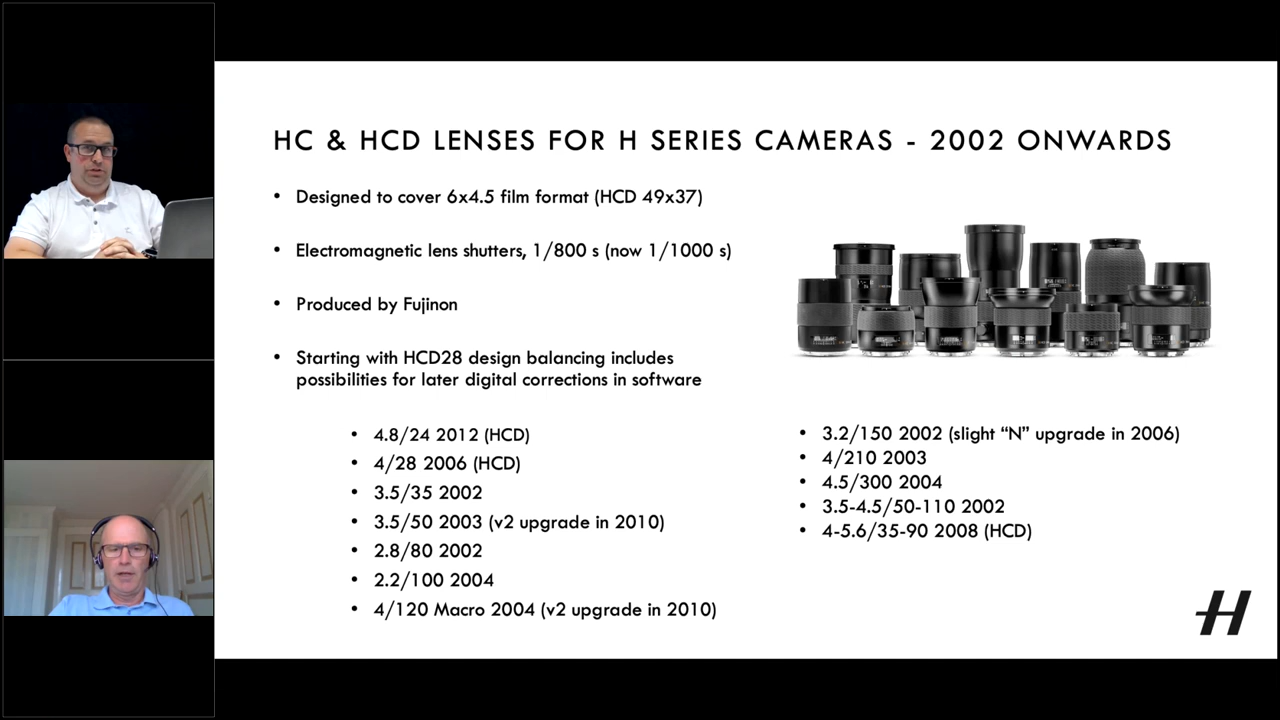 HC & HCD LENSES FOR H SERIES CAMERAS - 2002 ONWARDS
• Designed to cover 6x4.5 film format (HCD 49x37)
• Electromagnetic lens shutters, 1/800 s (now 1/1000 s)
• Produced by Fujinon
• Starting with HCD28 design balancing includes
possibilities for later digital corrections in software
• 4.8/24 2012 (HCD)
• 4/28 2006 (HCD)
• 3.5/35 2002
• 3.5/50 2003 (v2 upgrade in 2010)
• 2.8/80 2002
• 2.2/100 2004
• 4/120 Macro 2004 (v2 upgrade in 2010)
• 3.2/150 2002 (slight “N” upgrade in 2006)
• 4/210 2003
• 4.5/300 2004
• 3.5-4.5/50-110 2002
• 4-5.6/35-90 2008 (HCD)
H